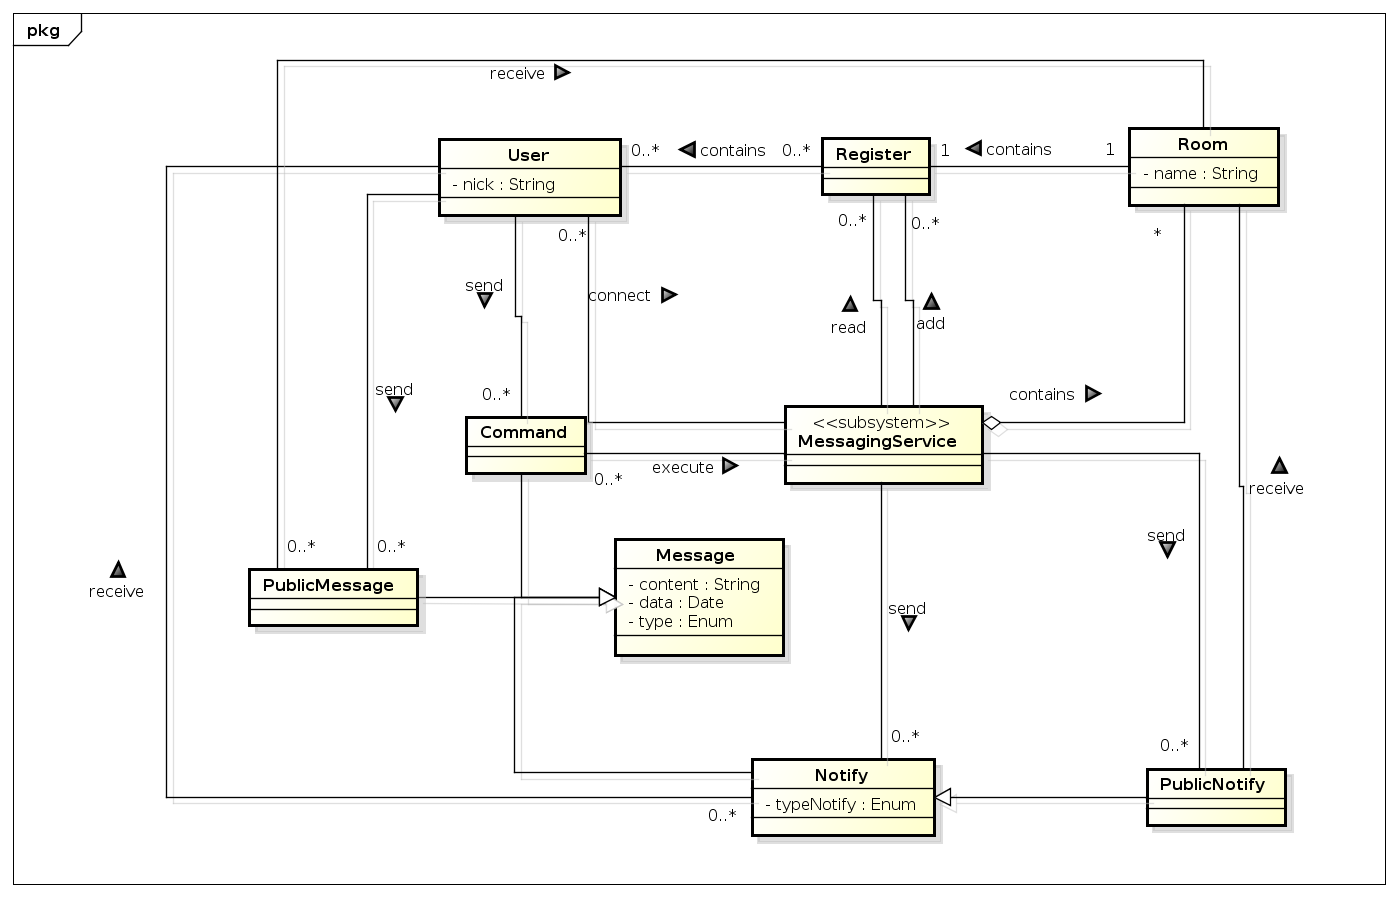 pkg
receive
User
- nick : String
0..*
contains
0..*
Register
1
contains
1
Room
- name : String
0..*
0..*
0..*
*
send
connect
read
add
send
0..*
contains
Command
<<subsystem>>
MessagingService
execute
0..*
receive
send
0..*
0..*
Message
- content : String
- data : Date
- type : Enum
PublicMessage
receive
send
0..*
0..*
Notify
- typeNotify : Enum
0..*
PublicNotify